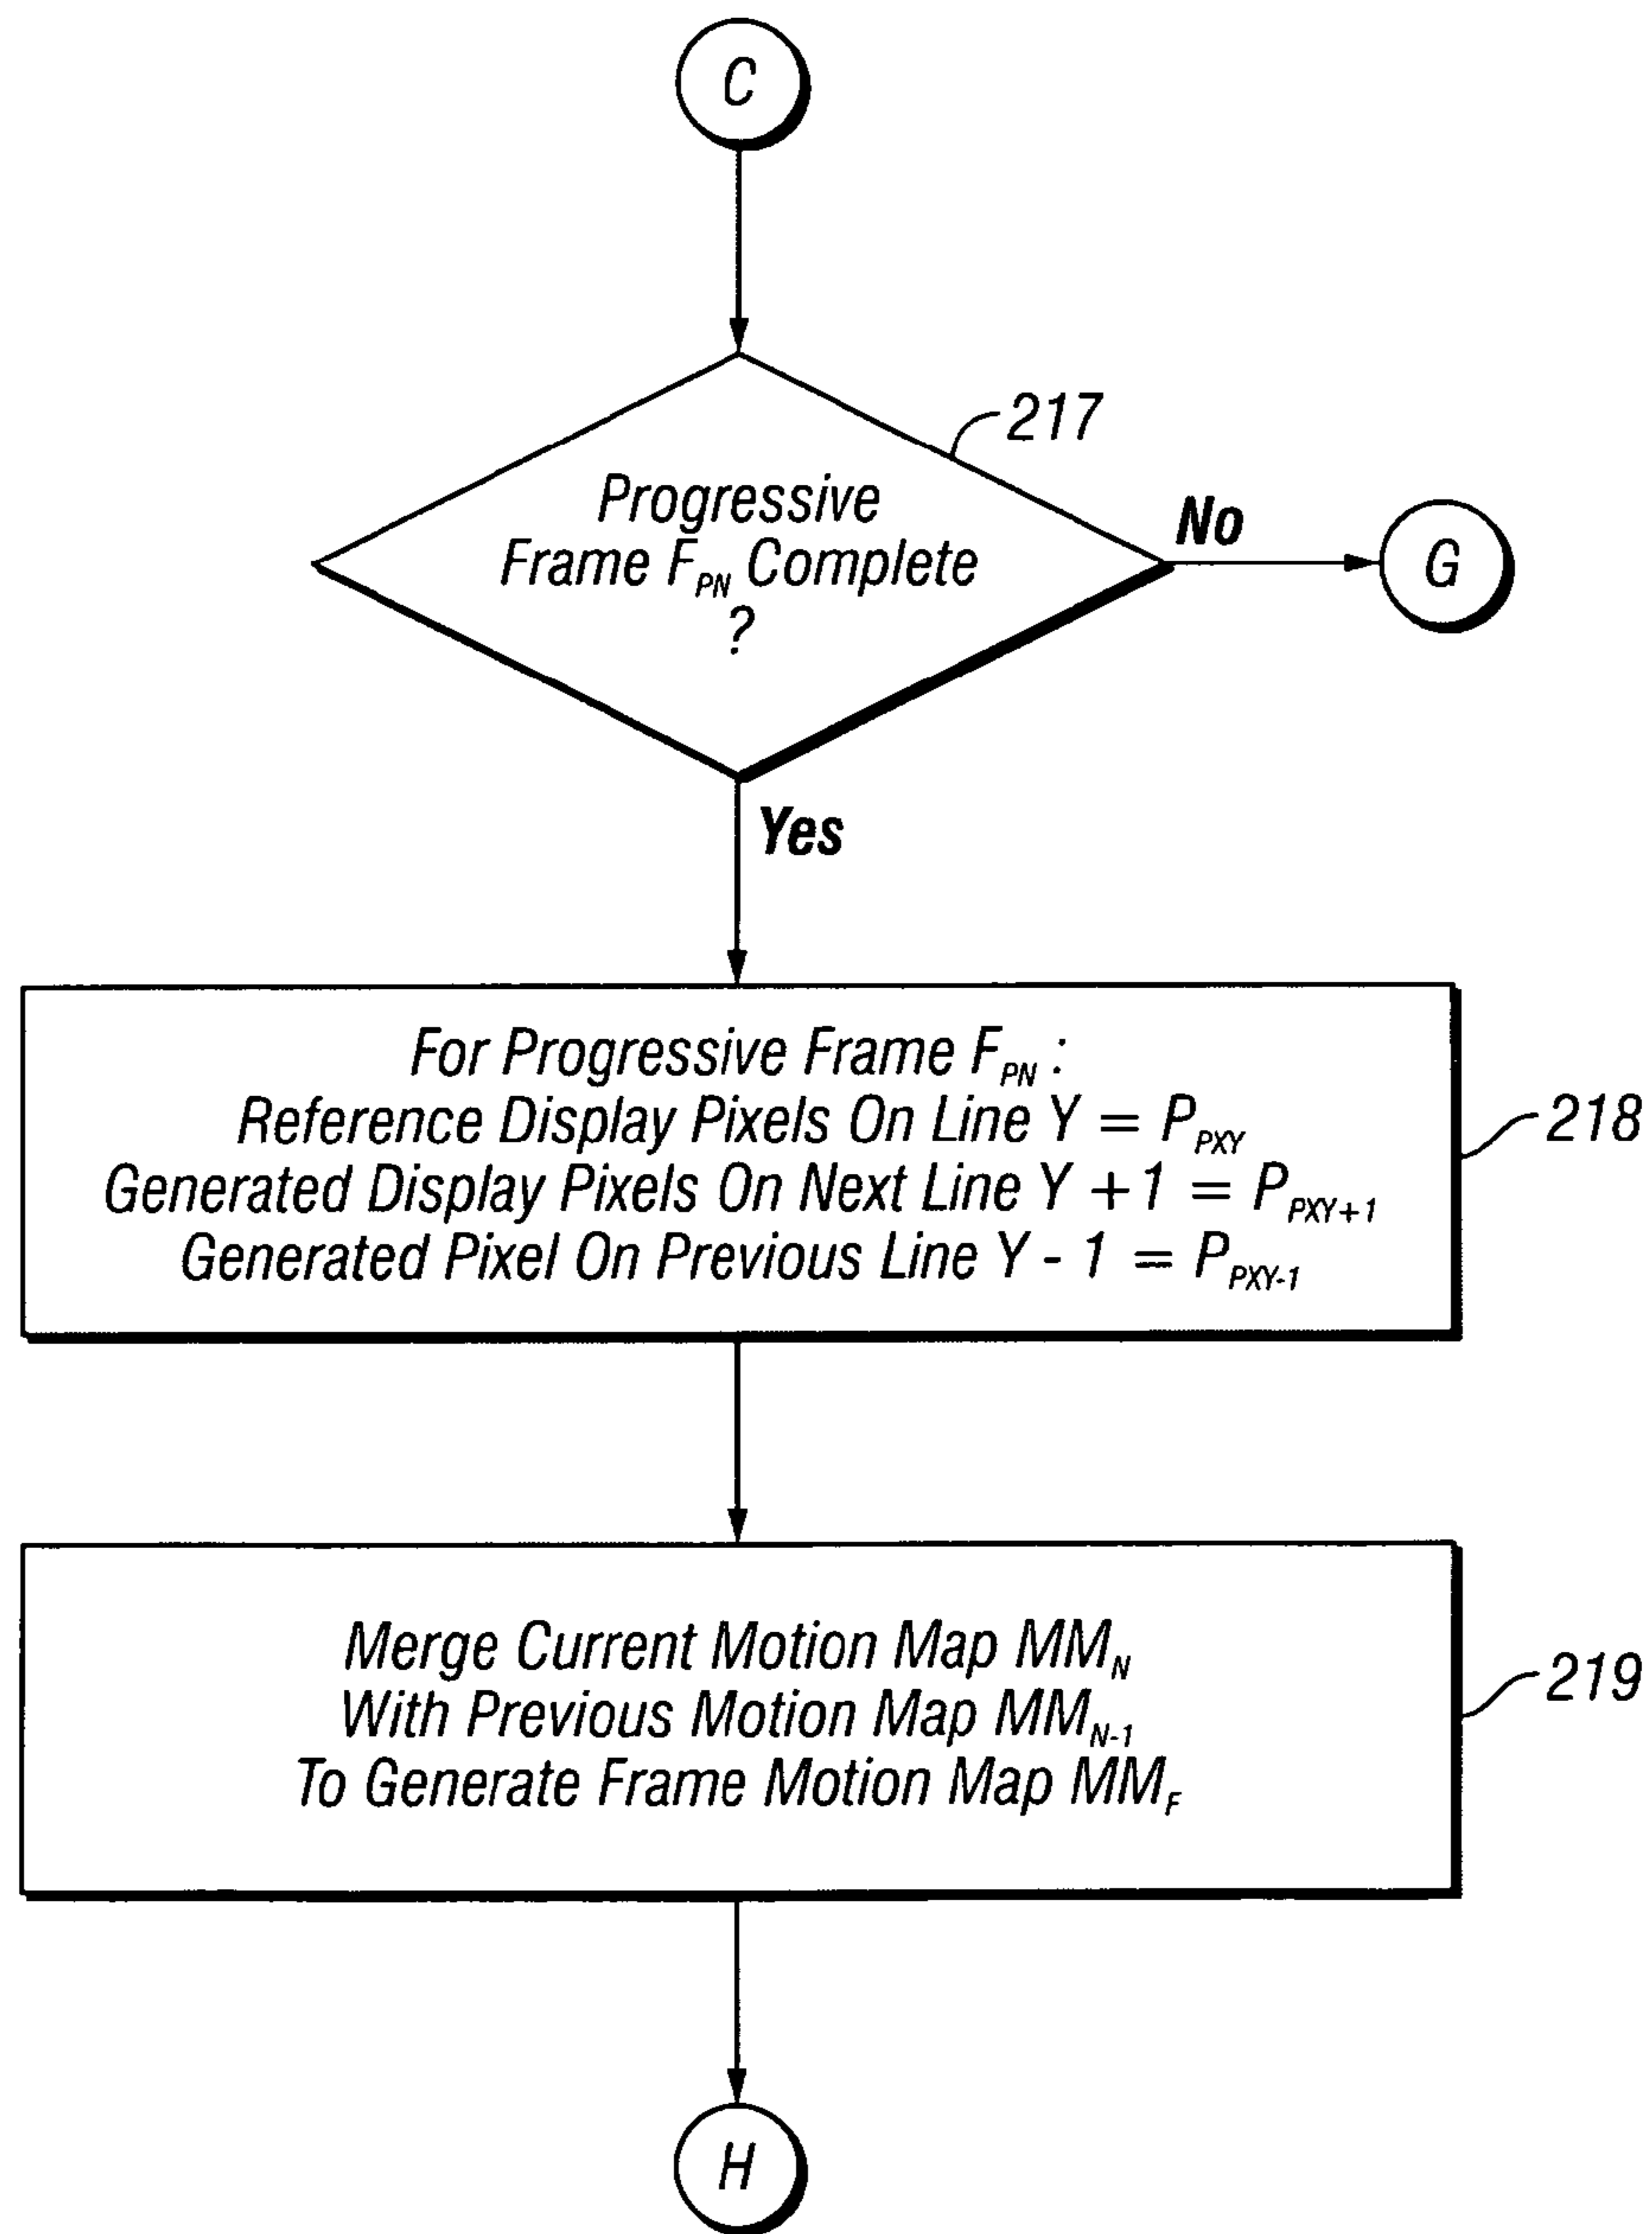 C
217
Progressive
Frame F_PN Complete
?
No
G
Yes
For Progressive Frame F_PN :
Reference Display Pixels On Line Y = P_PXY
Generated Display Pixels On Next Line Y +1 = P_PXY+1
Generated Pixel On Previous Line Y - 1 = P_PXY-1
218
Merge Current Motion Map MM_N
With Previous Motion Map MM_N-1
To Generate Frame Motion Map MM_F
219
H